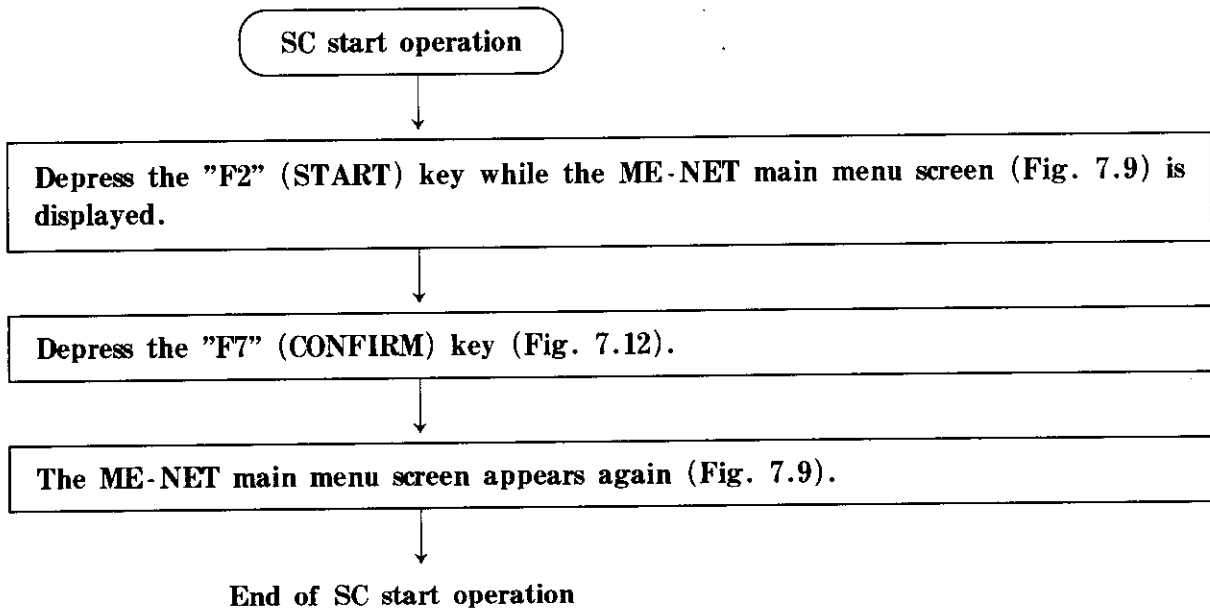 SC start operation
Depress the "F2" (START) key while the ME-NET main menu screen (Fig. 7.9) is
displayed.
Depress the "F7" (CONFIRM) key (Fig. 7.12).
The ME-NET main menu screen appears again (Fig. 7.9).
End of SC start operation